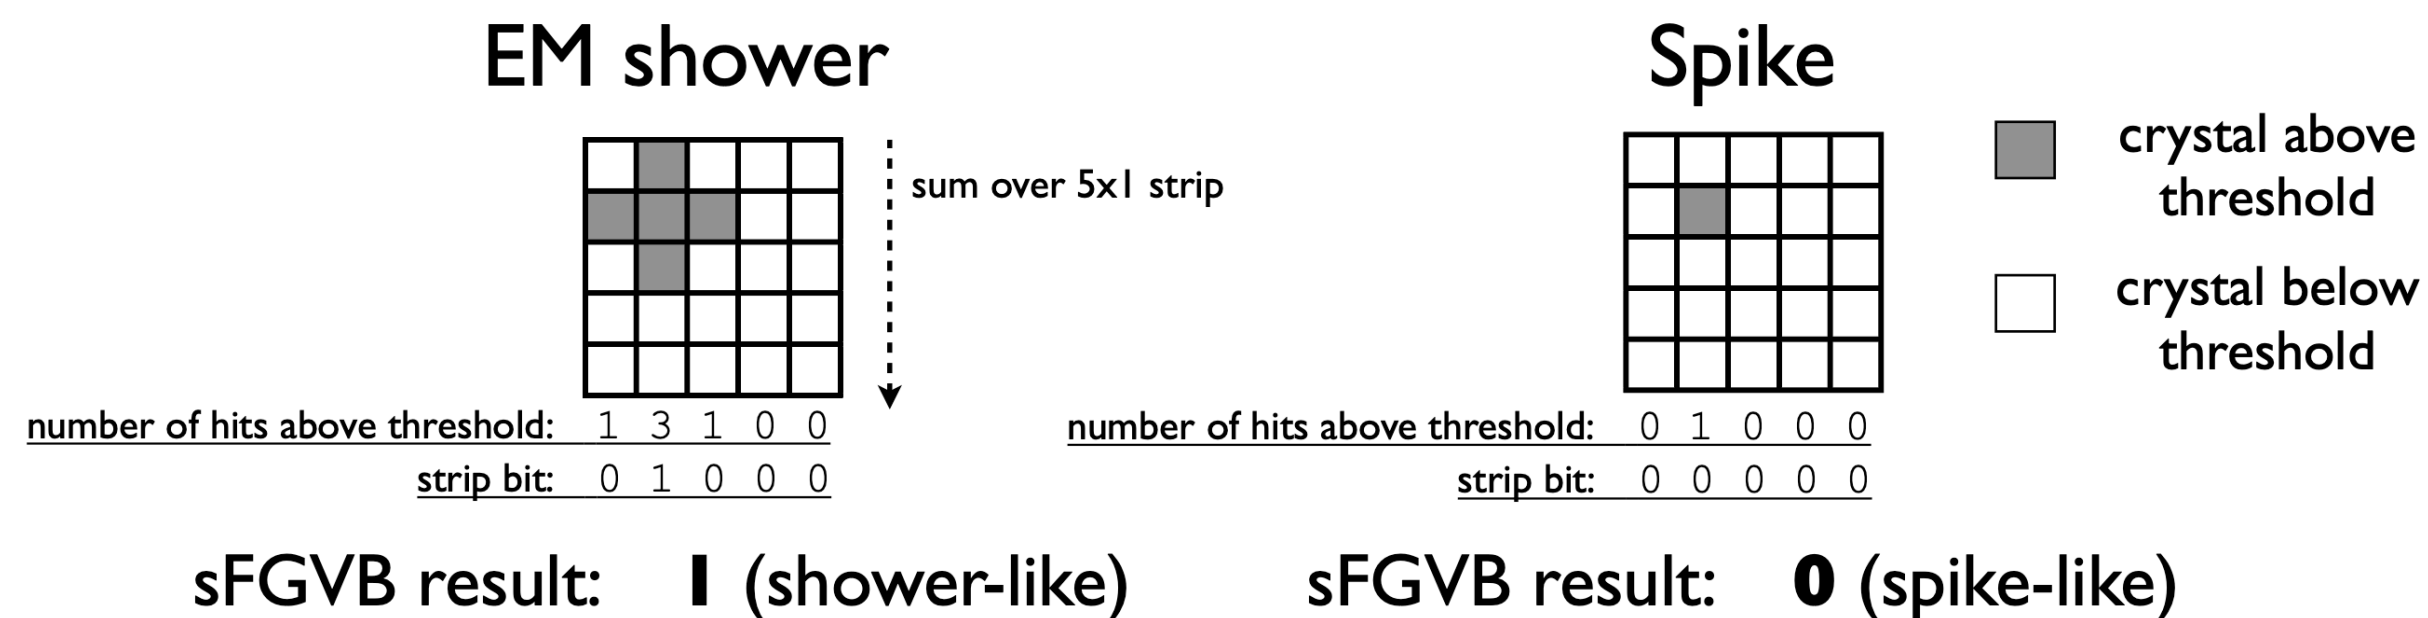 EM shower
sum over 5x1 strip
number of hits above threshold: 1 3 1 0 0
strip bit: 0 1 0 0 0
sFGVB result: 1 (shower-like)
Spike
number of hits above threshold: 0 1 0 0 0
strip bit: 0 0 0 0 0
sFGVB result: 0 (spike-like)
crystal above
threshold
crystal below
threshold